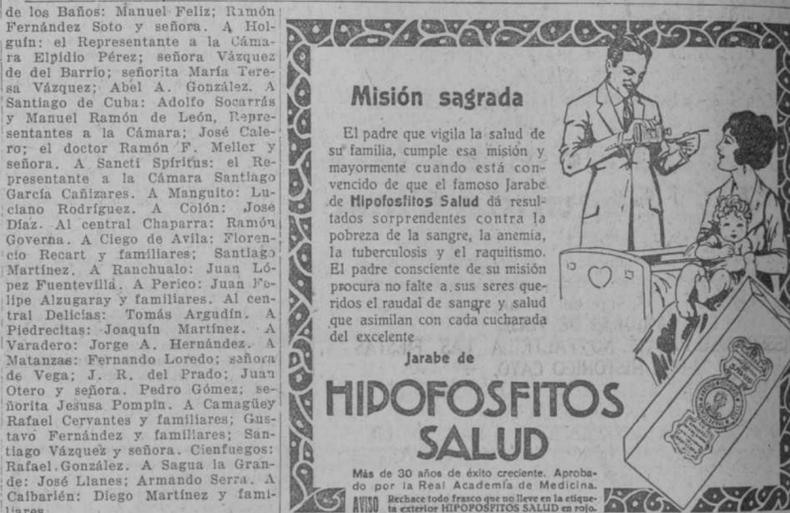 de los Baños: Manuel Feliz; Ramón
Fernández Soto y señora. A Hol-
guín: el Representante a la Cáma-
ra Elpidio Pérez; señora Vázquez
de del Barrio; señorita María Tere-
sa Vázquez; Abel A. González. A
Santiago de Cuba: Adolfo Socarrás
y Manuel Ramón de León, Repre-
sentantes a la Cámara; José Cale-
ro; el doctor Ramón F. Meller y
señora. A Sancti Spíritus: el Re-
presentante a la Cámara Santiago
García Cañizares. A Manguito: Lu-
ciano Rodríguez. A Colón: José
Díaz. Al central Chaparra: Ramón
Governa. A Ciego de Avila: Floren-
cio Recart y familiares; Santiago
Martínez. A Ranchualo: Juan Ló-
pez Fuentevilla. A Perico: Juan Fe-
lipe Alzugaray y familiares. Al cen-
tral Delicias: Tomás Argudín. A
Piedrecitas: Joaquín Martínez. A
Varadero: Jorge A. Hernández. A
Matanzas: Fernando Loredo; señora
de Vega; J. R. del Prado; Juan
Otero y señora. Pedro Gómez; se-
ñorita Jesusa Pompin. A Camagüey
Rafael Cervantes y familiares; Gus-
tavo Fernández y familiares; San-
tiago Vázquez y señora. Cienfuegos:
Rafael González. A Sagua la Gran-
de: José Llanes; Armando Serra. A
Caibarién: Diego Martínez y fami-
liares
Misión sagrada
El padre que vigila la salud de
su familia, cumple esa misión y
mayormente cuando está con-
vencido de que el famoso Jarabe
de Hipofosfitos Salud dá resul-
tados sorprendentes contra la
pobreza de la sangre, la anemia,
la tuberculosis y el raquitismo.
El padre consciente de su misión
procura no falte a sus seres que-
ridos el raudal de sangre y salud
que asimilan con cada cucharada
del excelente
Jarabe de
HIDOFOSFITOS
SALUD
Más de 30 años de éxito creciente. Aproba-
do por la Real Academia de Medicina.
AVISO Rechace todo frasco que no lleve en la etique-
ta exterior HIPOFOSFITOS SALUD en rojo.
SALUD